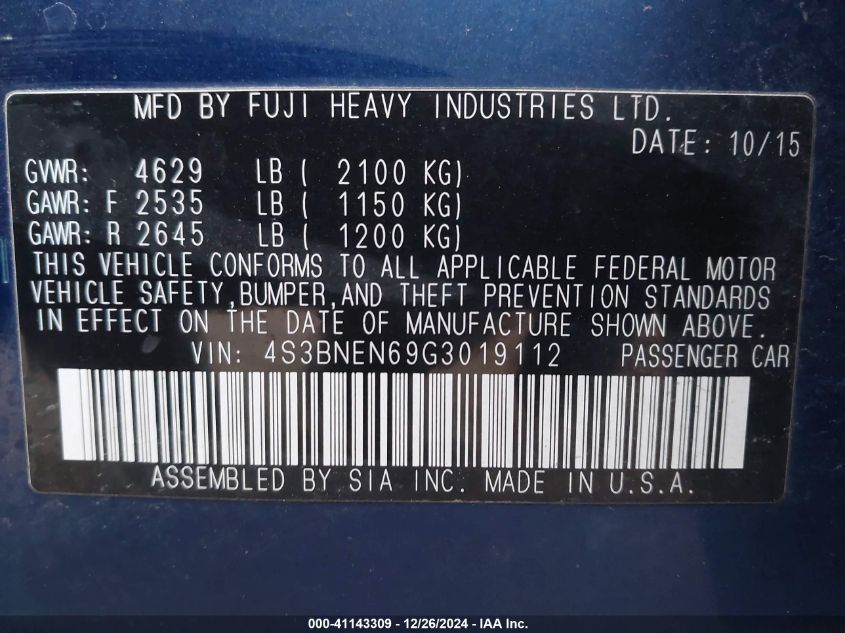 MFD BY FUJI HEAVY INDUSTRIES LTD.
DATE: 10/15
GVWR: 4629 LB ( 2100 KG)
GAWR: F 2535 LB ( 1150 KG)
GAWR: R 2645 LB ( 1200 KG)
THIS VEHICLE CONFORMS TO ALL APPLICABLE FEDERAL MOTOR
VEHICLE SAFETY,BUMPER,AND THEFT PREVENTION STANDARDS
IN EFFECT ON THE DATE OF MANUFACTURE SHOWN ABOVE.
VIN: 4S3BNEN69G3019112 PASSENGER CAR
ASSEMBLED BY SIA INC. MADE IN U.S.A.
000-41143309 - 12/26/2024 - IAA Inc.